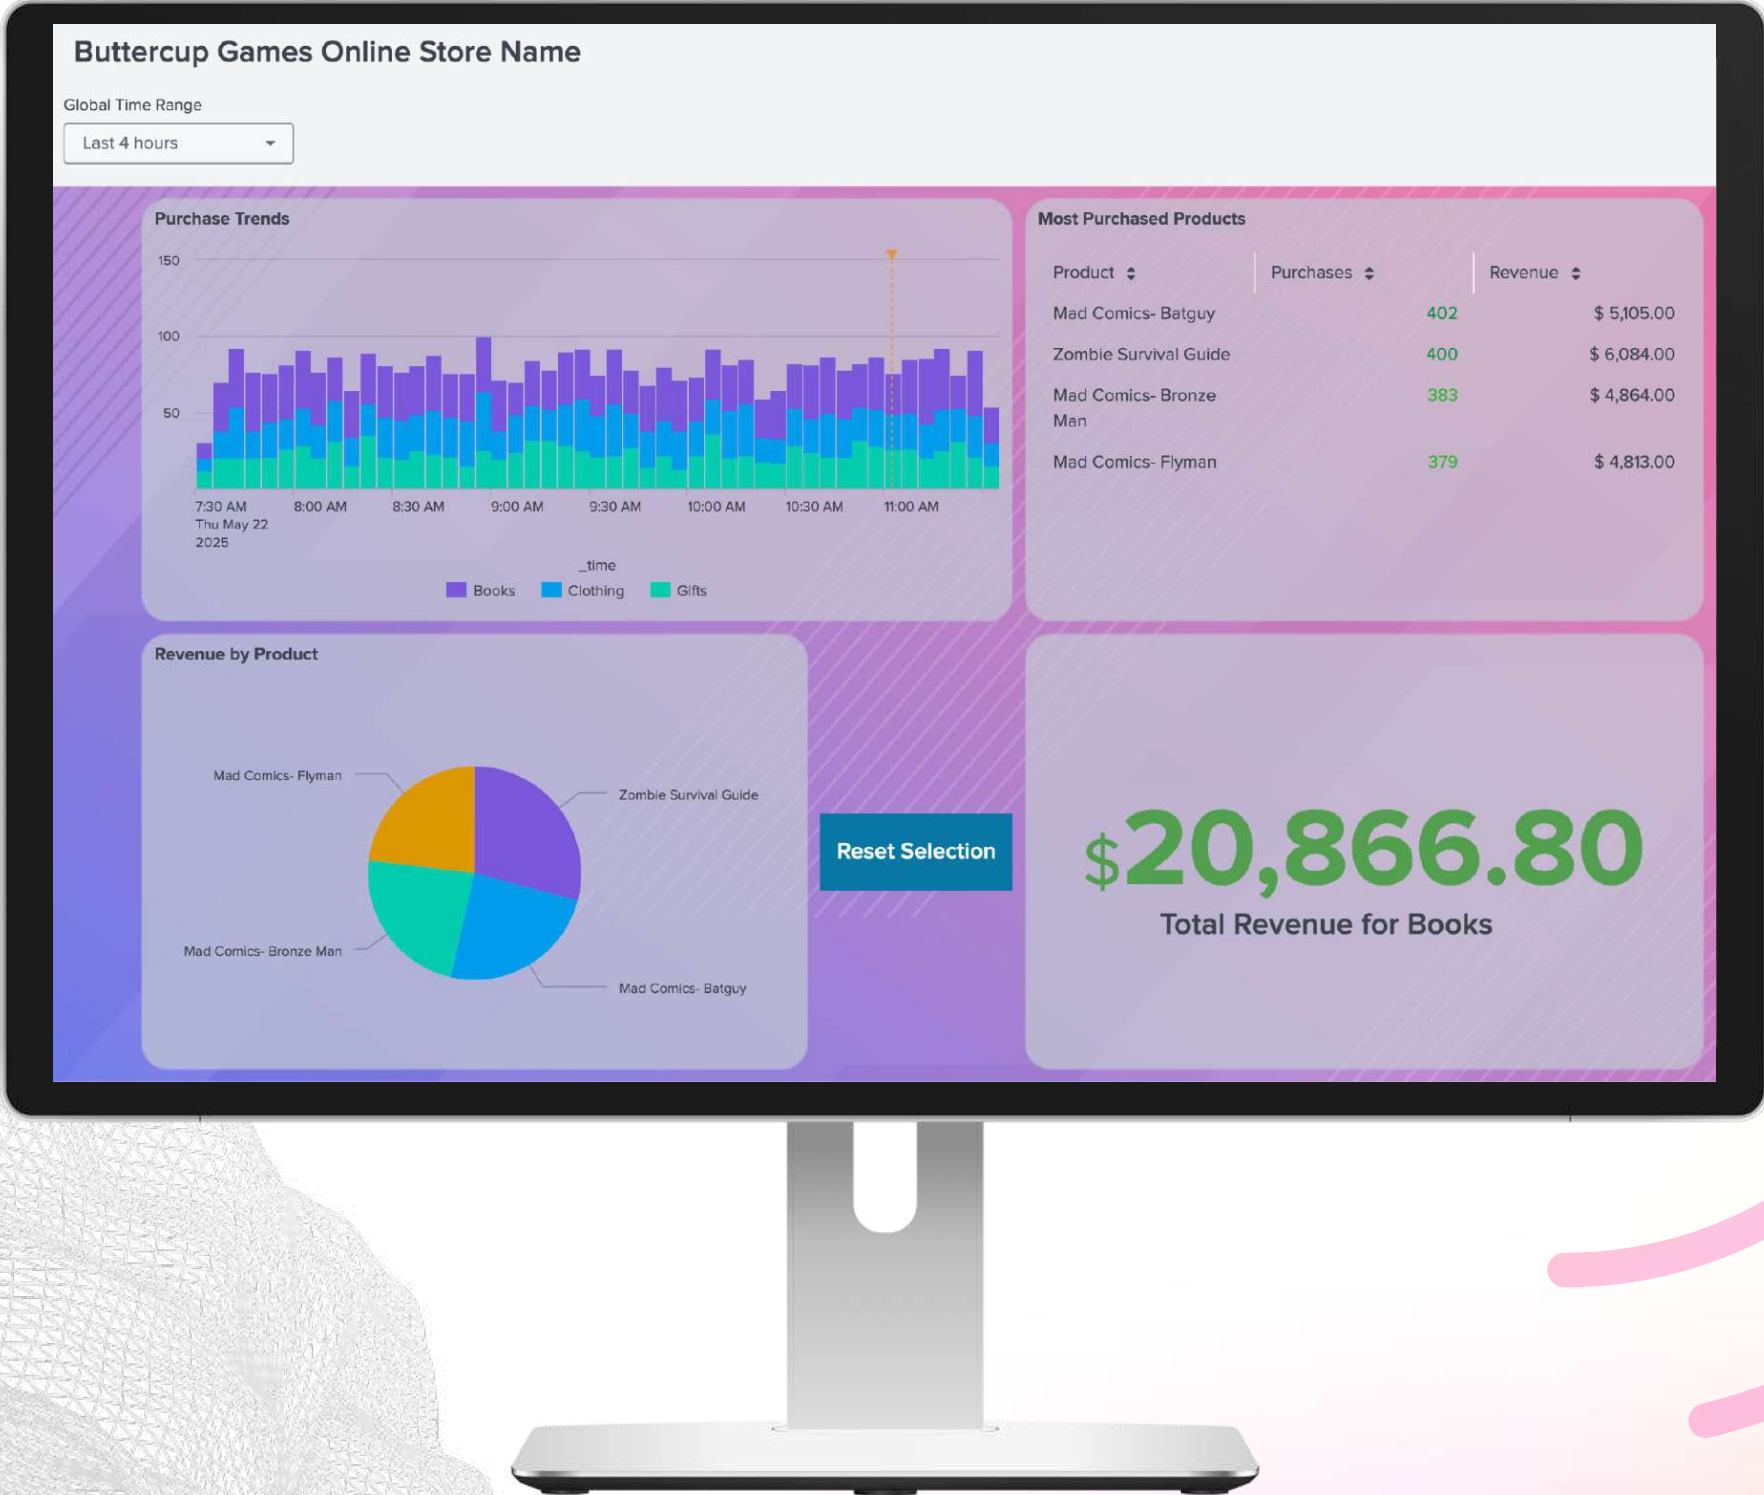 Buttercup Games Online Store Name
Global Time Range
Last 4 hours
Purchase Trends
150
100
50
7:30 AM 8:00 AM 8:30 AM 9:00 AM 9:30 AM 10:00 AM 10:30 AM 11:00 AM
Thu May 22
2025
_time
Books Clothing Gifts
Most Purchased Products
Product Purchases Revenue
Mad Comics- Batguy 402 $ 5,105.00
Zombie Survival Guide 400 $ 6,084.00
Mad Comics- Bronze 383 $ 4,864.00
Man
Mad Comics- Flyman 379 $ 4,813.00
Revenue by Product
Mad Comics- Flyman
Zombie Survival Guide
Mad Comics- Bronze Man
Mad Comics- Batguy
Reset Selection
$20,866.80
Total Revenue for Books